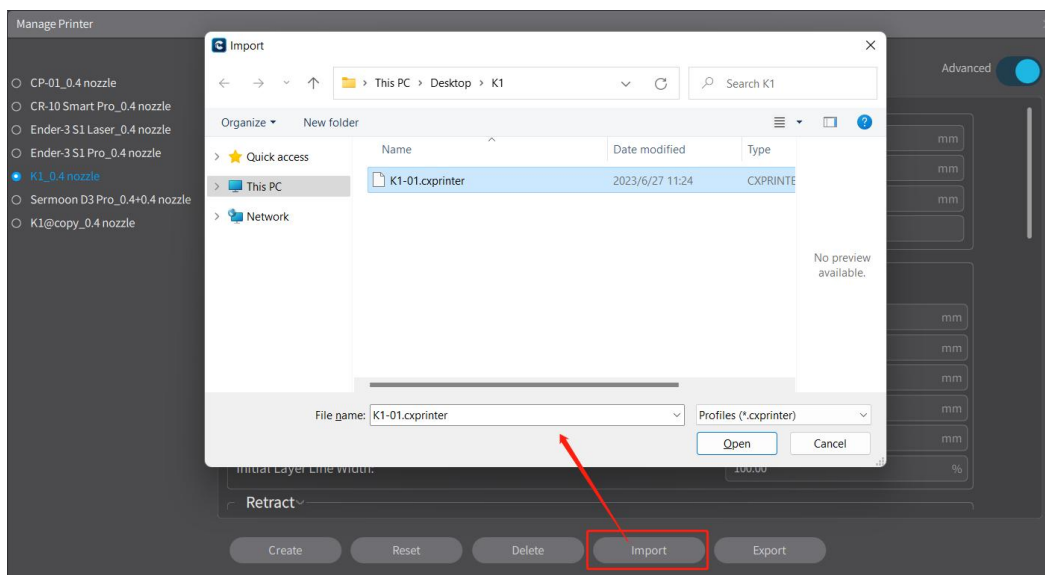 Manage Printer
Import
This PC > Desktop > K1
Search K1
Advanced
Organize
New folder
CP-01_0.4 nozzle
CR-10 Smart Pro_0.4 nozzle
Ender-3 S1 Laser_0.4 nozzle
Ender-3 S1 Pro_0.4 nozzle
K1_0.4 nozzle
Sermoon D3 Pro_0.4+0.4 nozzle
K1@copy_0.4 nozzle
Quick access
This PC
Network
Name
Date modified
Type
K1-01.cxprinter
2023/6/27 11:24
CXPRINTE
No preview
available.
mm
mm
mm
mm
mm
mm
mm
mm
File name:
K1-01.cxprinter
Profiles (*.cxprinter)
Open
Cancel
Initial Layer Line Width:
100.00
%
Retract
Create
Reset
Delete
Import
Export